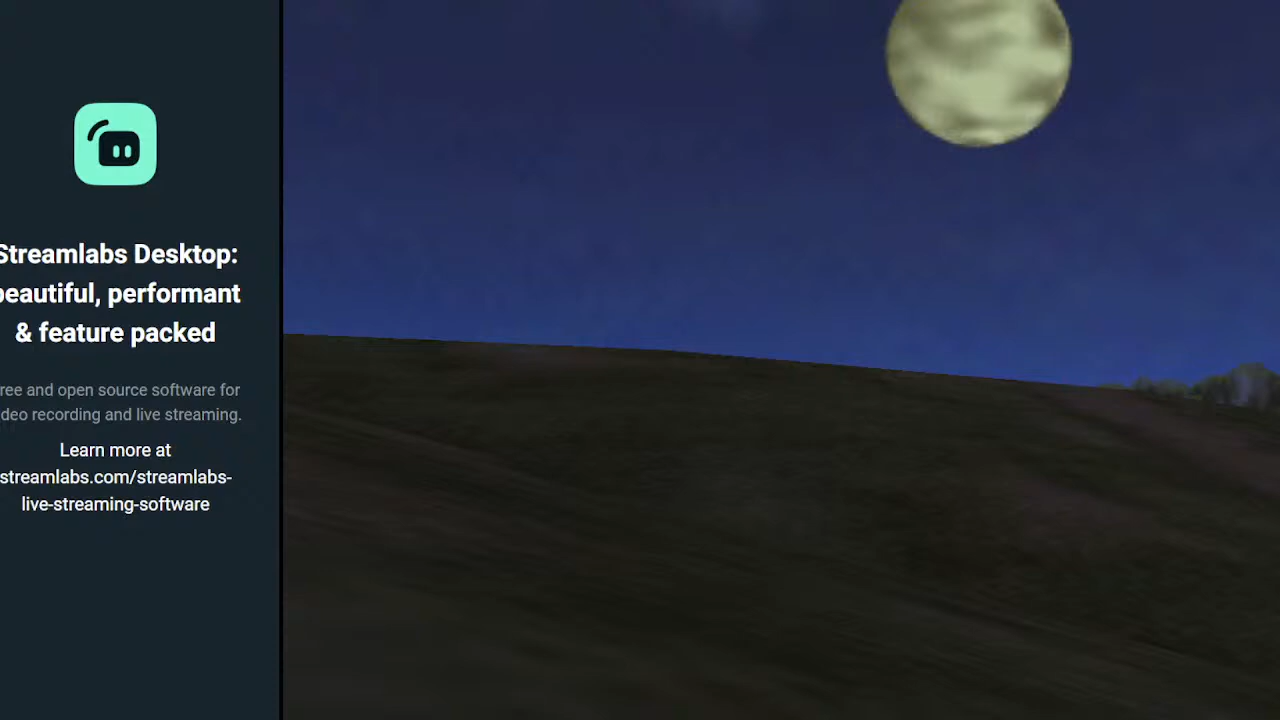 Streamlabs Desktop:
beautiful, performant
& feature packed
ree and open source software for
deo recording and live streaming.
Learn more at
streamlabs.com/streamlabs-
live-streaming-software